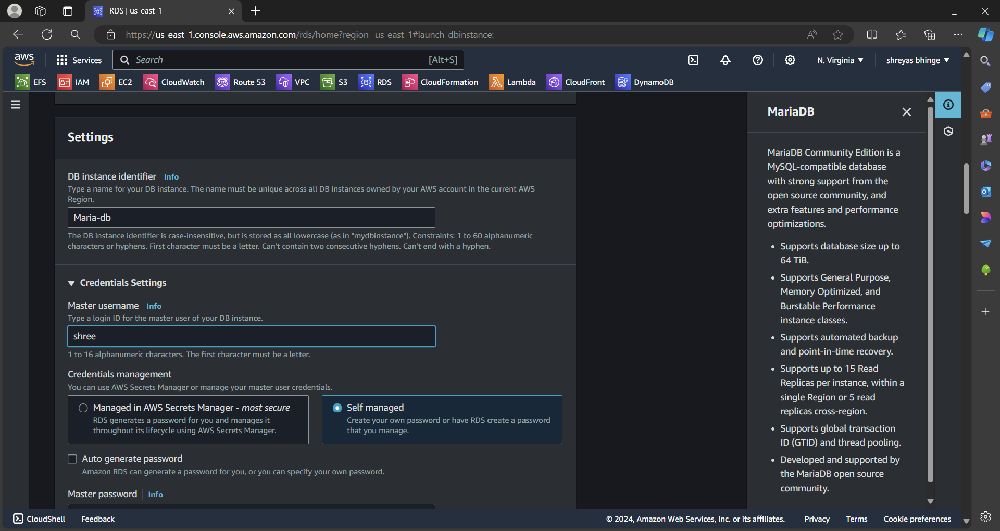 RDS | us-east-1
https://us-east-1.console.aws.amazon.com/rds/home?region=us-east-1#launch-dbinstance:
aws
Services
Search
[Alt+S]
N. Virginia
shreyas bhinge
EFS
IAM
EC2
CloudWatch
Route 53
VPC
S3
RDS
CloudFormation
Lambda
CloudFront
DynamoDB
Settings
DB instance identifier Info
Type a name for your DB instance. The name must be unique across all DB instances owned by your AWS account in the current AWS
Region.
Maria-db
The DB instance identifier is case-insensitive, but is stored as all lowercase (as in "mydbinstance"). Constraints: 1 to 60 alphanumeric
characters or hyphens. First character must be a letter. Can't contain two consecutive hyphens. Can't end with a hyphen.
Credentials Settings
Master username Info
Type a login ID for the master user of your DB instance.
shree
1 to 16 alphanumeric characters. The first character must be a letter.
Credentials management
You can use AWS Secrets Manager or manage your master user credentials.
Managed in AWS Secrets Manager - most secure
RDS generates a password for you and manages it
throughout its lifecycle using AWS Secrets Manager.
Self managed
Create your own password or have RDS create a password
that you manage.
Auto generate password
Amazon RDS can generate a password for you, or you can specify your own password.
Master password Info
MariaDB
MariaDB Community Edition is a
MySQL-compatible database
with strong support from the
open source community, and
extra features and performance
optimizations.
• Supports database size up to
64 TiB.
• Supports General Purpose,
Memory Optimized, and
Burstable Performance
instance classes.
• Supports automated backup
and point-in-time recovery.
• Supports up to 15 Read
Replicas per instance, within a
single Region or 5 read
replicas cross-region.
• Supports global transaction
ID (GTID) and thread pooling.
• Developed and supported by
the MariaDB open source
community.
CloudShell
Feedback
© 2024, Amazon Web Services, Inc. or its affiliates.
Privacy
Terms
Cookie preferences